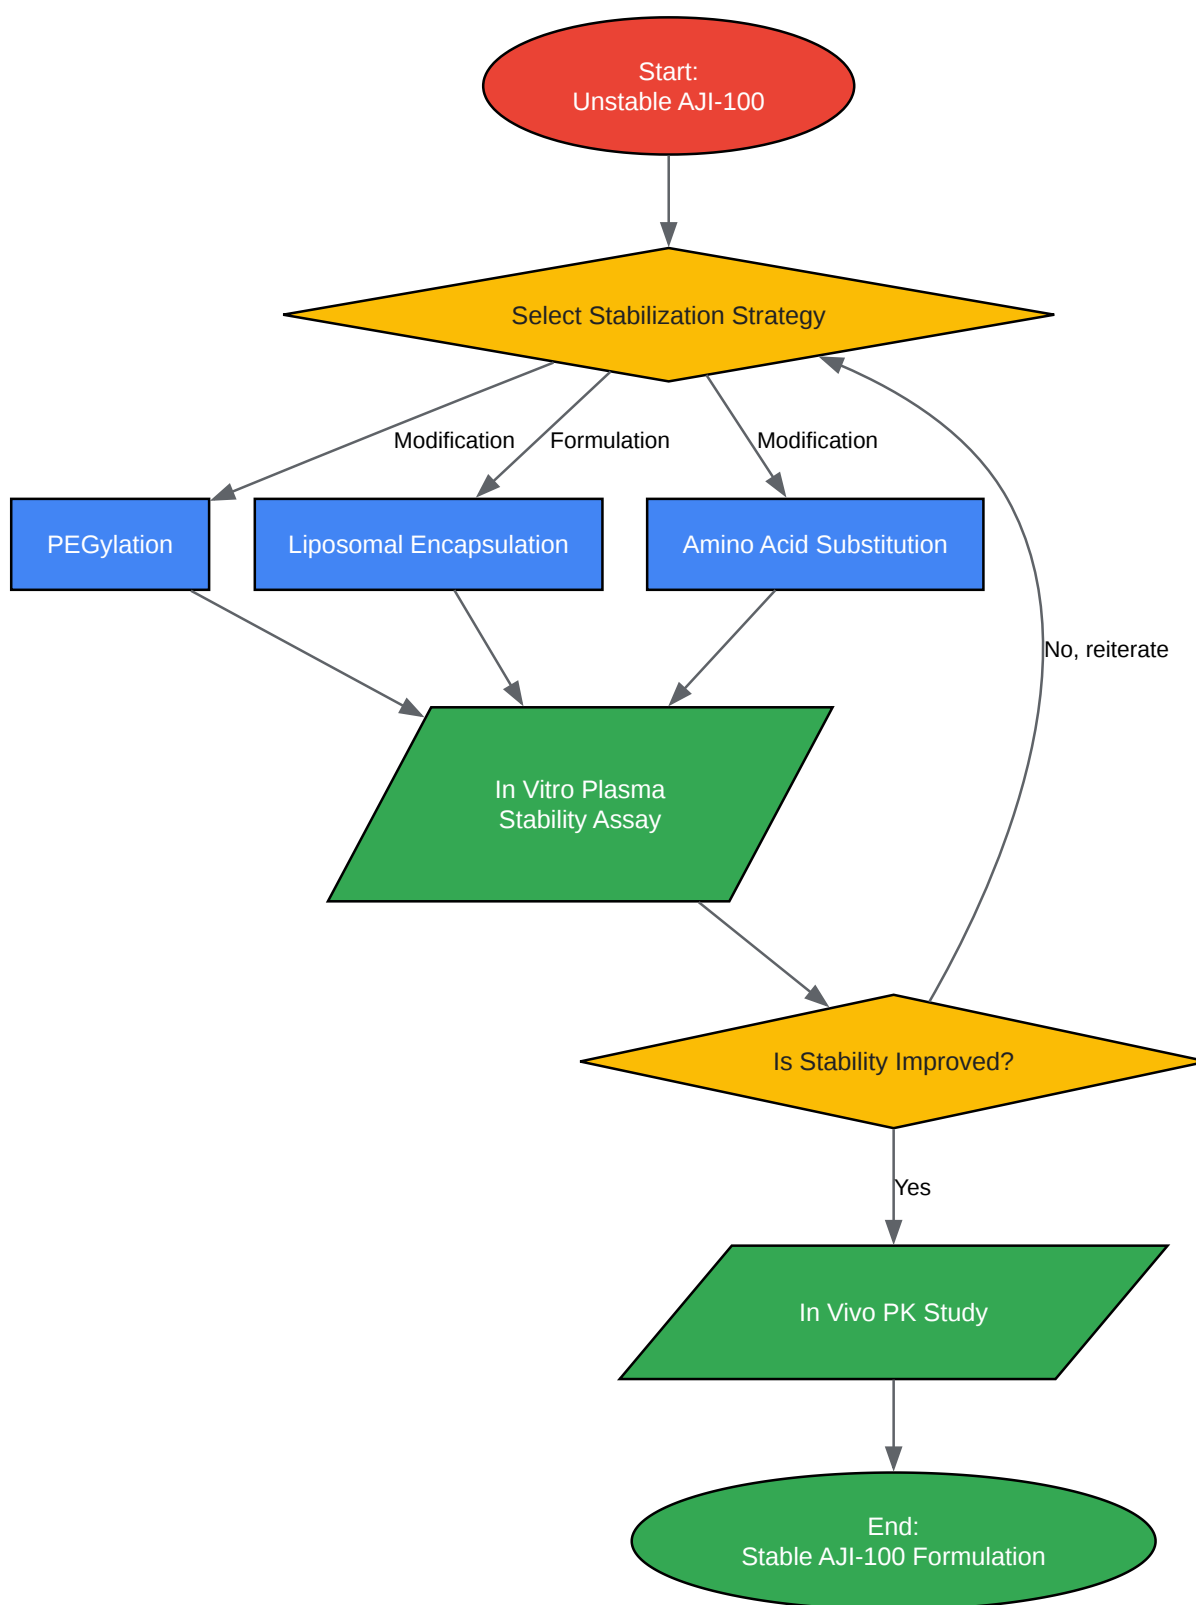 Start:
Unstable AJI-100
Select Stabilization Strategy
Modification
Formulation
Modification
PEGylation
Liposomal Encapsulation
Amino Acid Substitution
No, reiterate
In Vitro Plasma
Stability Assay
Is Stability Improved?
Yes
In Vivo PK Study
End:
Stable AJI-100 Formulation